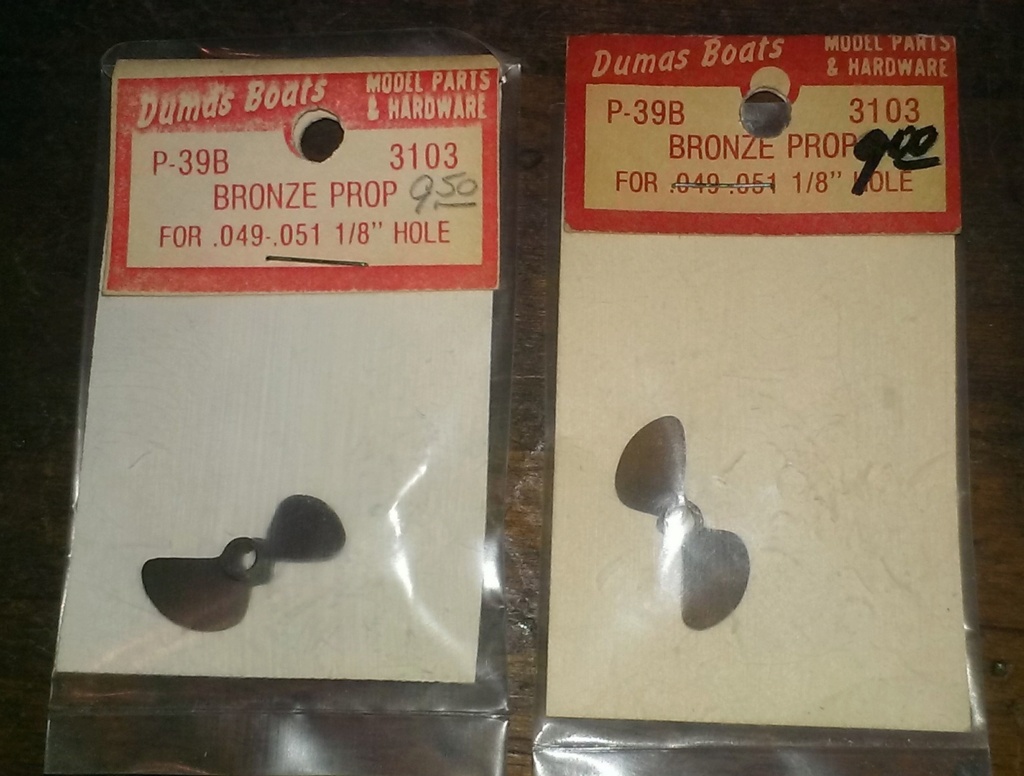 Dumas Boats
MODEL PARTS
& HARDWARE
P-39B
3103
BRONZE PROP 9.50
FOR .049-.051 1/8" HOLE
Dumas Boats
MODEL PARTS
& HARDWARE
P-39B
3103
BRONZE PROP 9.00
FOR .049-.051 1/8" HOLE